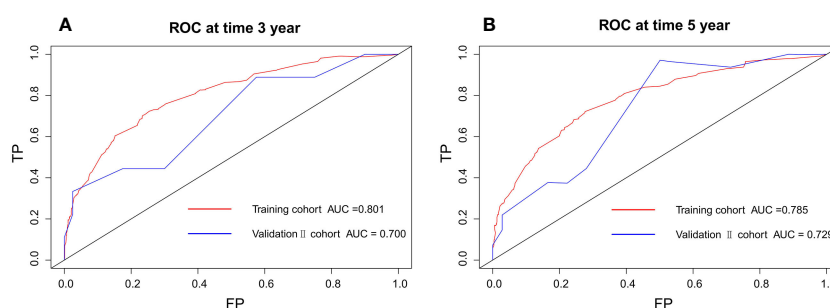 A
ROC at time 3 year
TP
1.0
0.8
0.6
0.4
0.2
0.0
Training cohort AUC =0.801
Validation Ⅱ cohort AUC = 0.700
0.0 0.2 0.4 0.6 0.8 1.0
FP
B
ROC at time 5 year
TP
1.0
0.8
0.6
0.4
0.2
0.0
Training cohort AUC =0.785
Validation Ⅱ cohort AUC = 0.729
0.0 0.2 0.4 0.6 0.8 1.0
FP